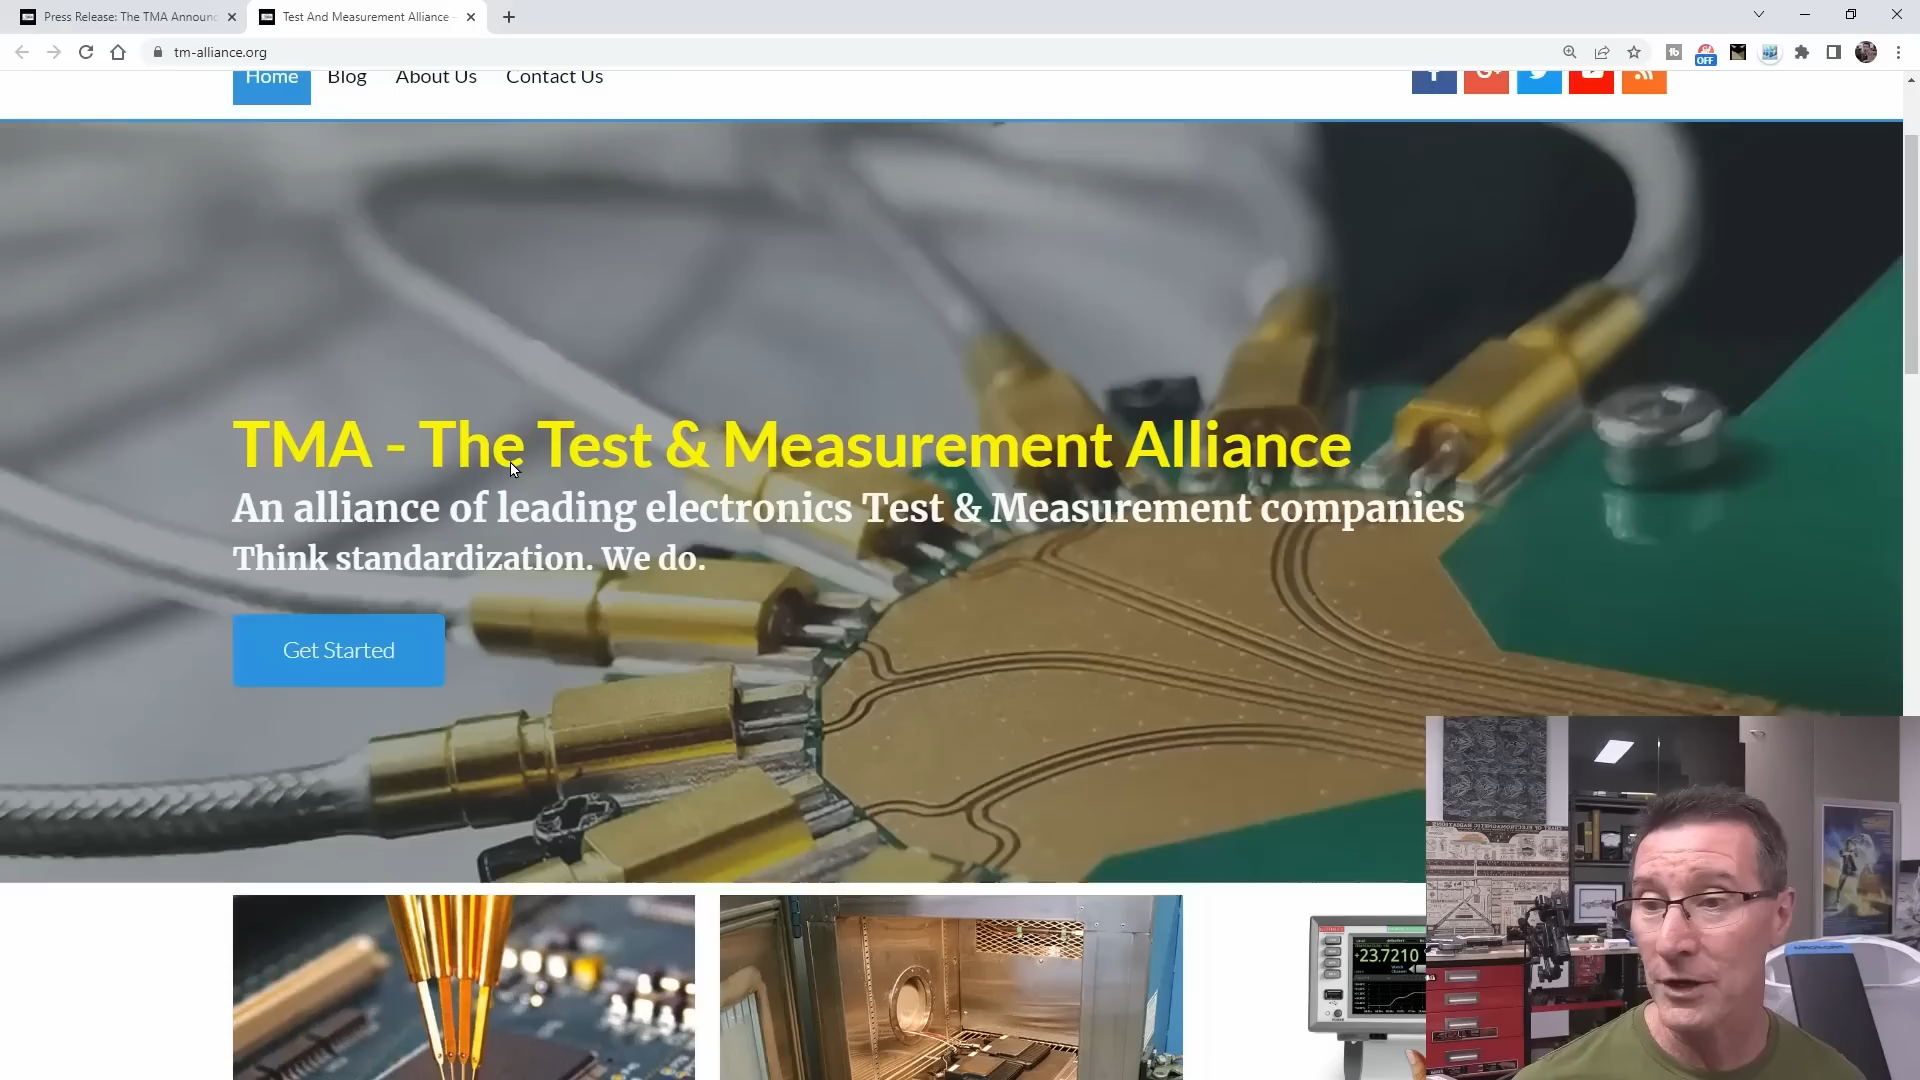 Press Release: The TMA Announc
Test And Measurement Alliance -
tm-alliance.org
OFF
Home
Blog
About Us
Contact Us
TMA - The Test & Measurement Alliance
An alliance of leading electronics Test & Measurement companies
Think standardization. We do.
Get Started
+23.7210